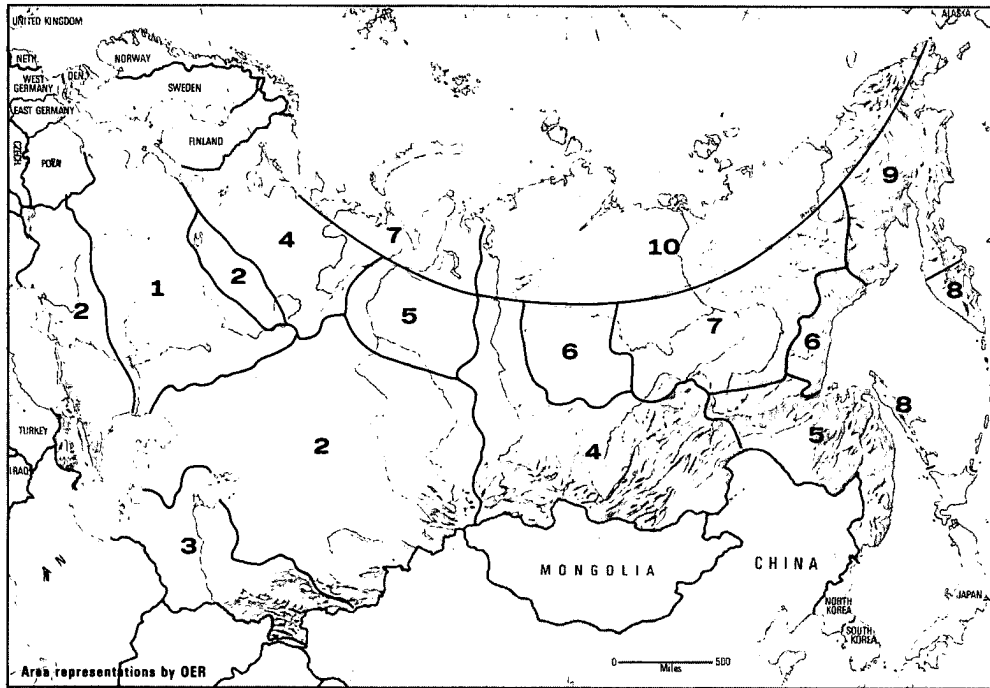 UNITED KINGDOM
ALASKA
NETH.
NORWAY
DEN.
WEST
GERMANY
SWEDEN
EAST GERMANY
FINLAND
CZECH
9
4
7
10
2
1
2
8
5
7
6
6
8
TURKEY
2
4
5
IRAQ
3
MONGOLIA
CHINA
JAPAN
NORTH
KOREA
SOUTH
KOREA
Area representations by OER
0 500
Miles